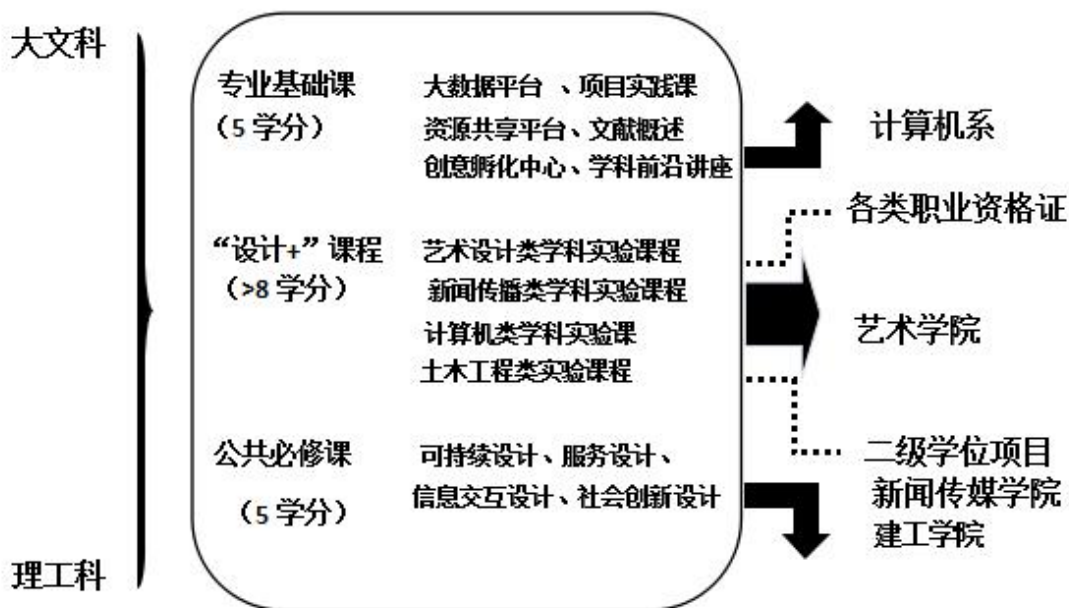 大文科
专业基础课 大数据平台 、项目实践课
（5 学分） 资源共享平台、文献概述
创意孵化中心、学科前沿讲座
计算机系
各类职业资格证
“设计+”课程 艺术设计类学科实验课程
（>8 学分） 新闻传播类学科实验课程
计算机类学科实验课
土木工程类实验课程
艺术学院
公共必修课 可持续设计、服务设计、
（5 学分） 信息交互设计、社会创新设计
二级学位项目
新闻传媒学院
建工学院
理工科